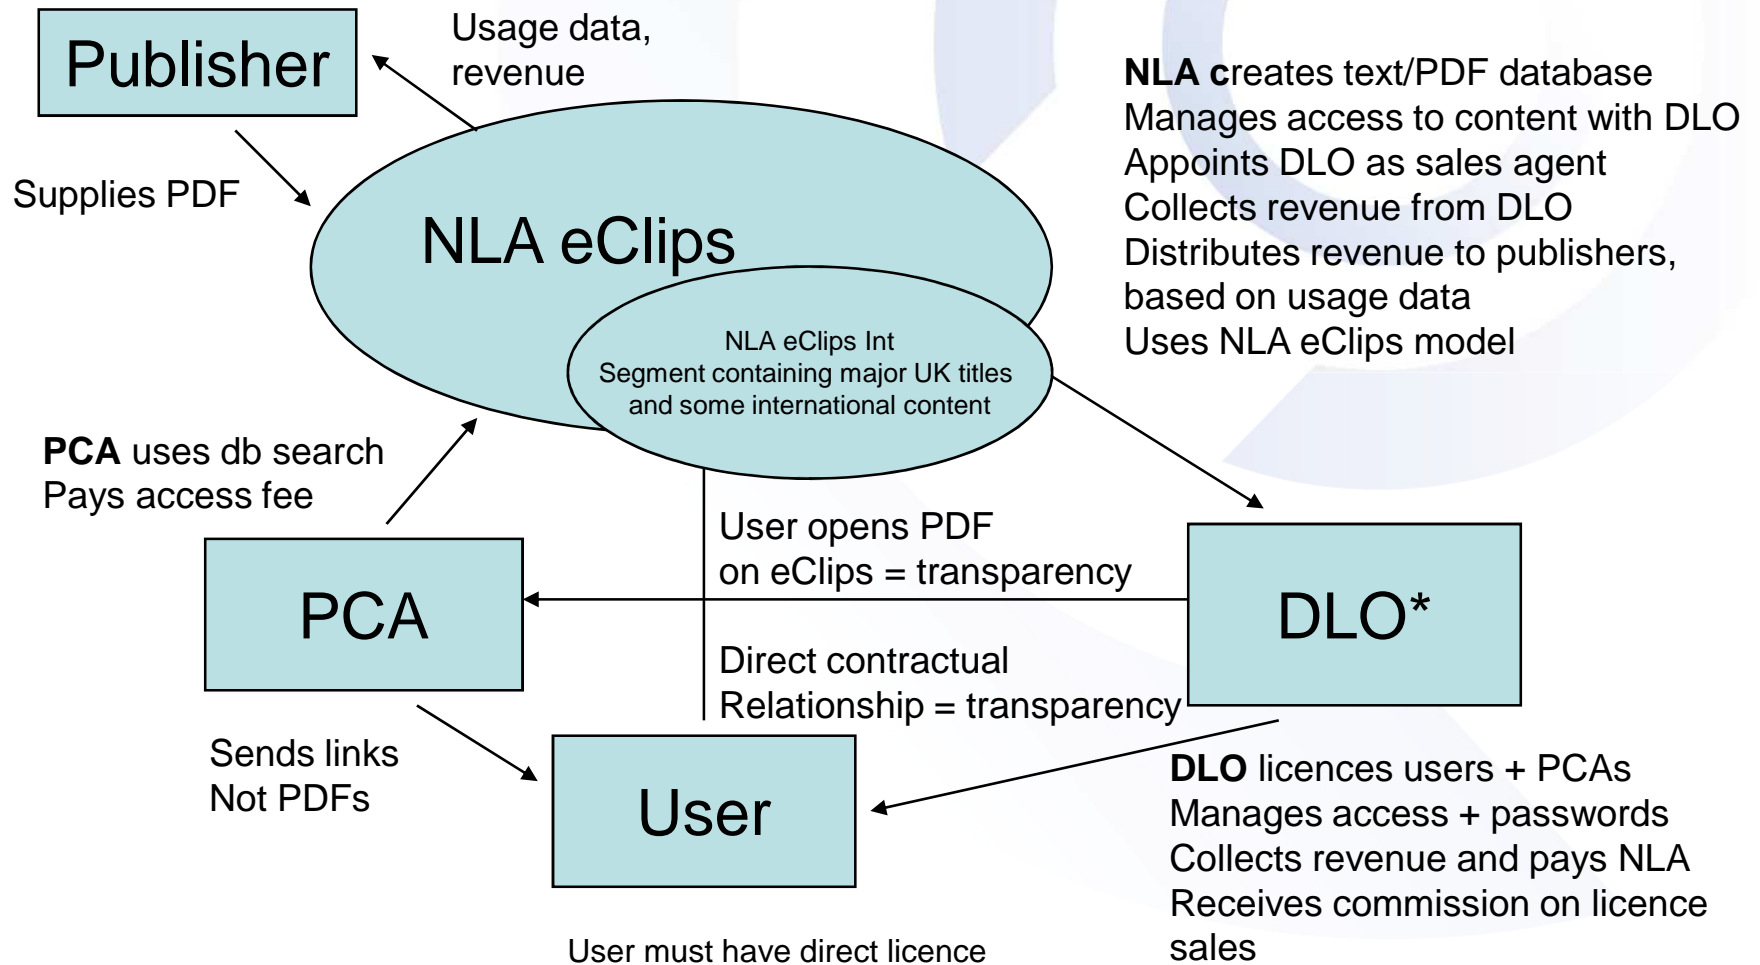 Publisher
Usage data,
revenue
NLA creates text/PDF database
Manages access to content with DLO
Appoints DLO as sales agent
Collects revenue from DLO
Distributes revenue to publishers,
based on usage data
Uses NLA eClips model
Supplies PDF
NLA eClips
NLA eClips Int
Segment containing major UK titles
and some international content
PCA uses db search
Pays access fee
User opens PDF
on eClips = transparency
PCA
DLO*
Direct contractual
Relationship = transparency
Sends links
Not PDFs
User
DLO licences users + PCAs
Manages access + passwords
Collects revenue and pays NLA
Receives commission on licence
sales
User must have direct licence